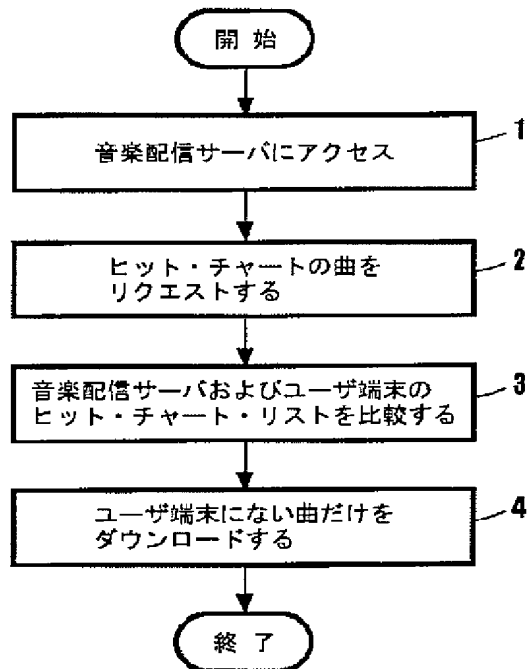 開始
音楽配信サーバにアクセス
1
ヒット・チャートの曲を
リクエストする
2
音楽配信サーバおよびユーザ端末の
ヒット・チャート・リストを比較する
3
ユーザ端末にない曲だけを
ダウンロードする
4
終了